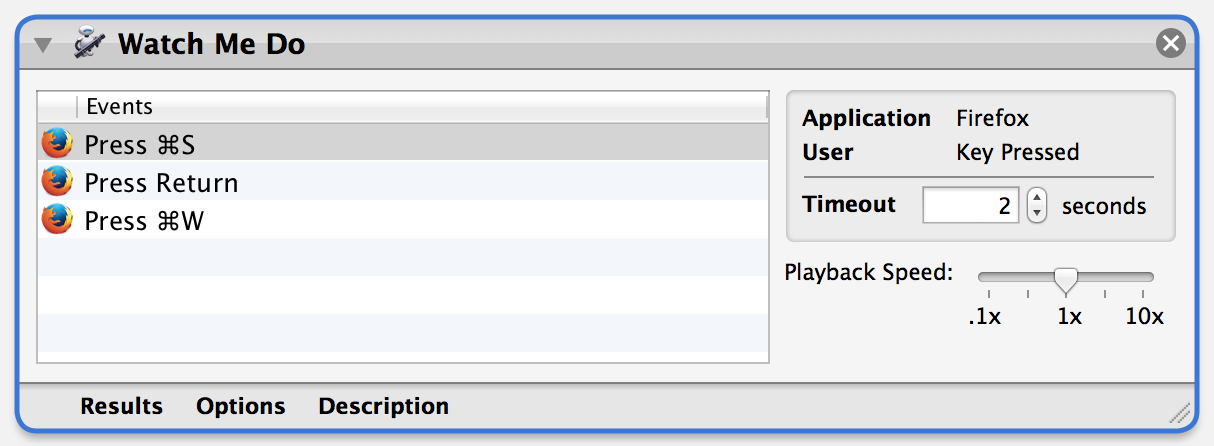 Watch Me Do
Events
Press ⌘S
Press Return
Press ⌘W
Application Firefox
User Key Pressed
Timeout 2 seconds
Playback Speed:
.1x 1x 10x
Results Options Description